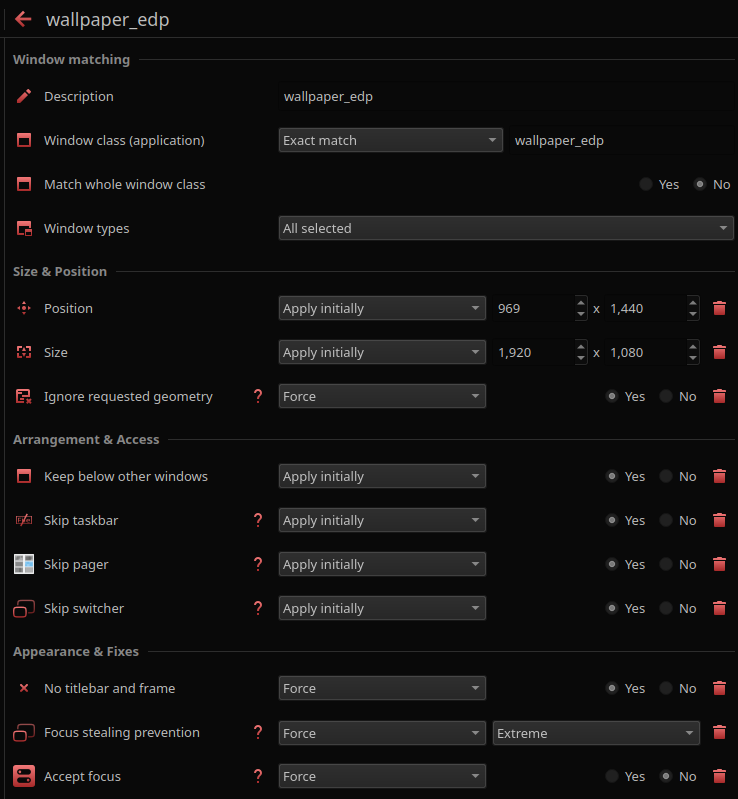 wallpaper_edp
Window matching
Description wallpaper_edp
Window class (application) Exact match wallpaper_edp
Match whole window class Yes No
Window types All selected
Size & Position
Position Apply initially 969 x 1,440
Size Apply initially 1,920 x 1,080
Ignore requested geometry ? Force Yes No
Arrangement & Access
Keep below other windows Apply initially Yes No
Skip taskbar ? Apply initially Yes No
Skip pager ? Apply initially Yes No
Skip switcher ? Apply initially Yes No
Appearance & Fixes
No titlebar and frame Force Yes No
Focus stealing prevention ? Force Extreme
Accept focus ? Force Yes No